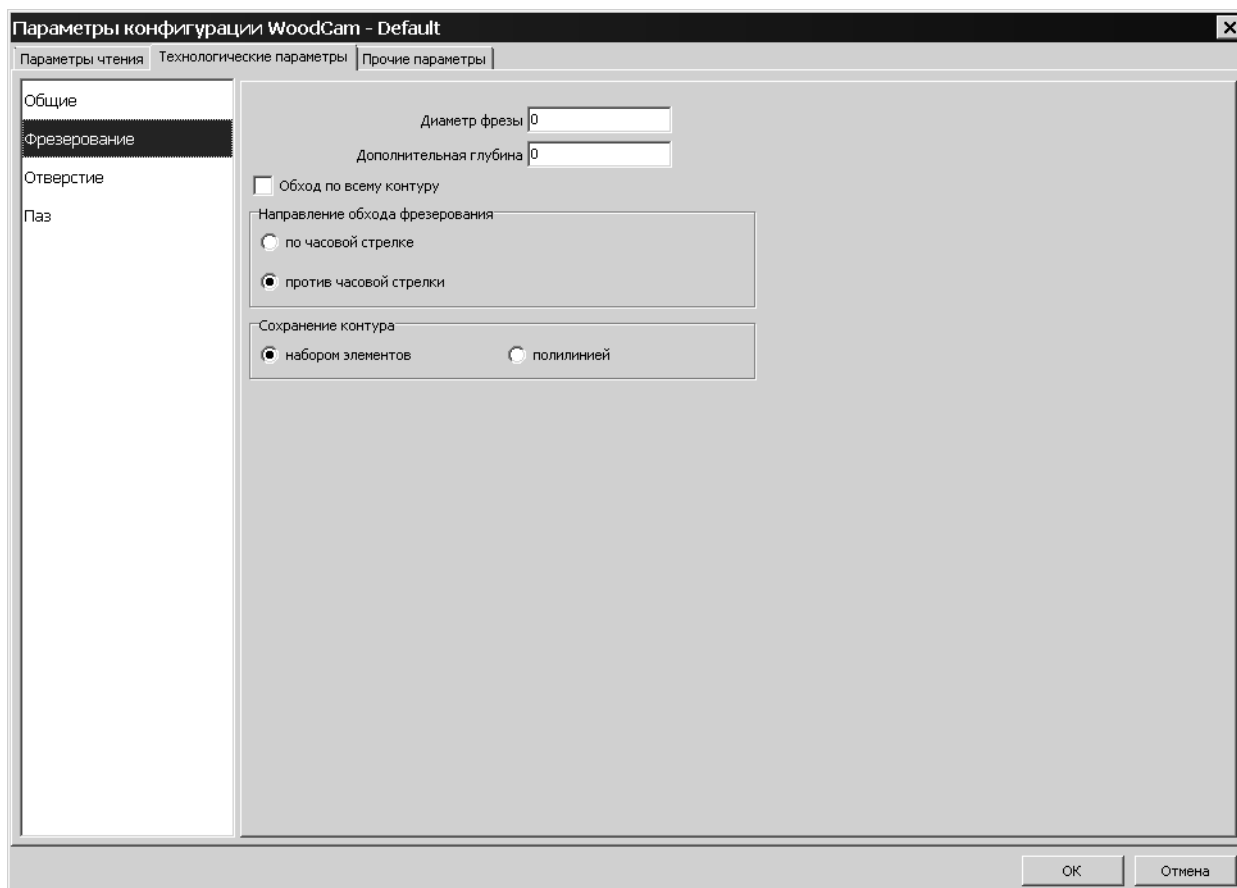 Параметры конфигурации WoodCam - Default
Параметры чтения Технологические параметры Прочие параметры
Общие
Фрезерование
Отверстие
Паз
Диаметр фрезы 0
Дополнительная глубина 0
Обход по всему контуру
Направление обхода фрезерования
по часовой стрелке
против часовой стрелки
Сохранение контура
набором элементов полилинией
ОК Отмена